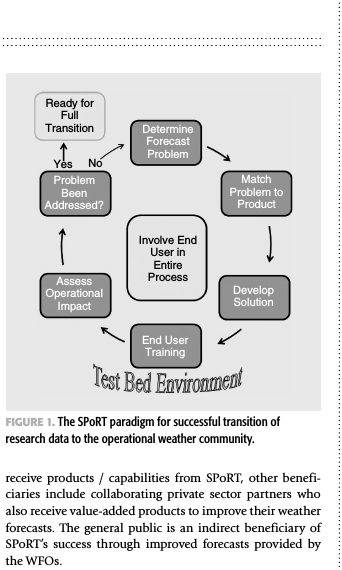 Ready for
Full
Transition
Yes No
Determine
Forecast
Problem
Match
Problem to
Product
Develop
Solution
End User
Training
Assess
Operational
Impact
Problem
Been
Addressed?
Involve End
User in
Entire
Process
Test Bed Environment
FIGURE 1. The SPoRT paradigm for successful transition of
research data to the operational weather community.
receive products / capabilities from SPoRT, other benefi-
ciaries include collaborating private sector partners who
also receive value-added products to improve their weather
forecasts. The general public is an indirect beneficiary of
SPoRT’s success through improved forecasts provided by
the WFOs.